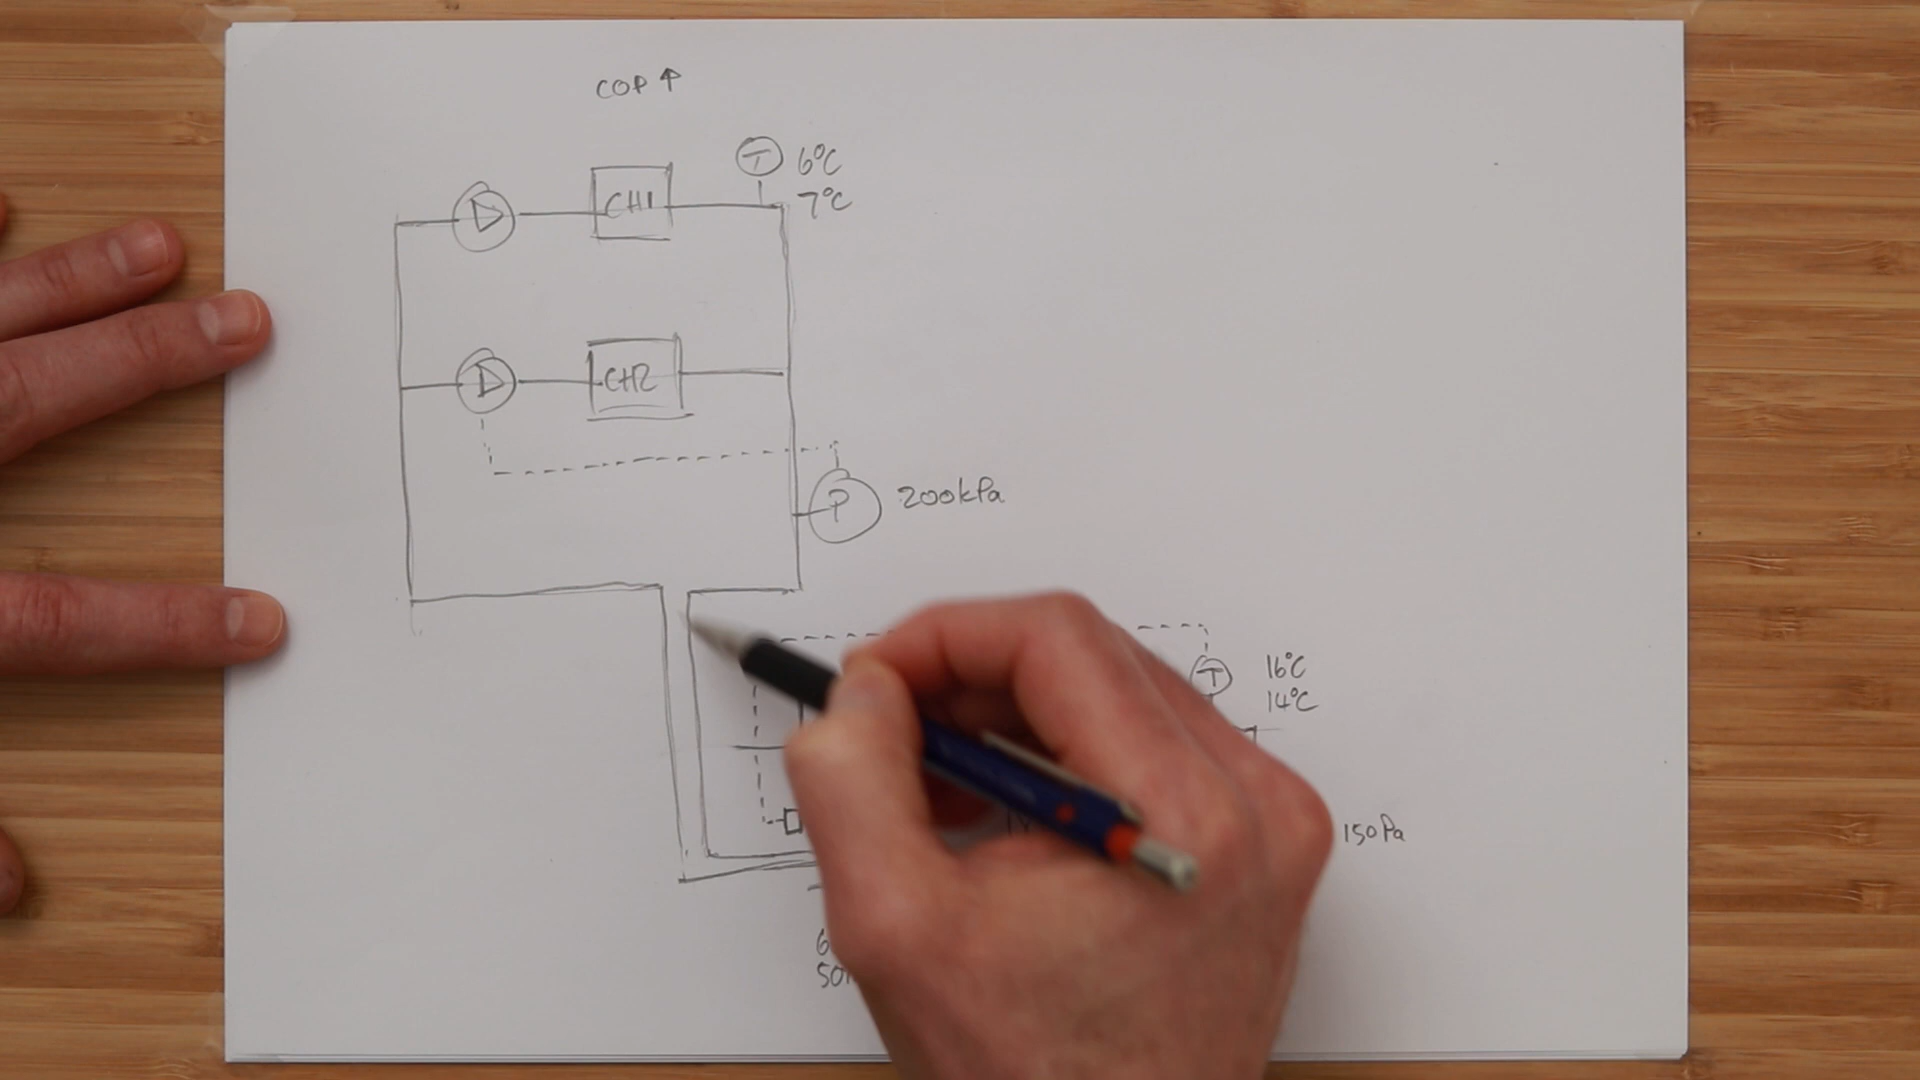 COP ↑
T 6°C
7°C
CH1
CH2
P 200kPa
T 16°C
14°C
150Pa